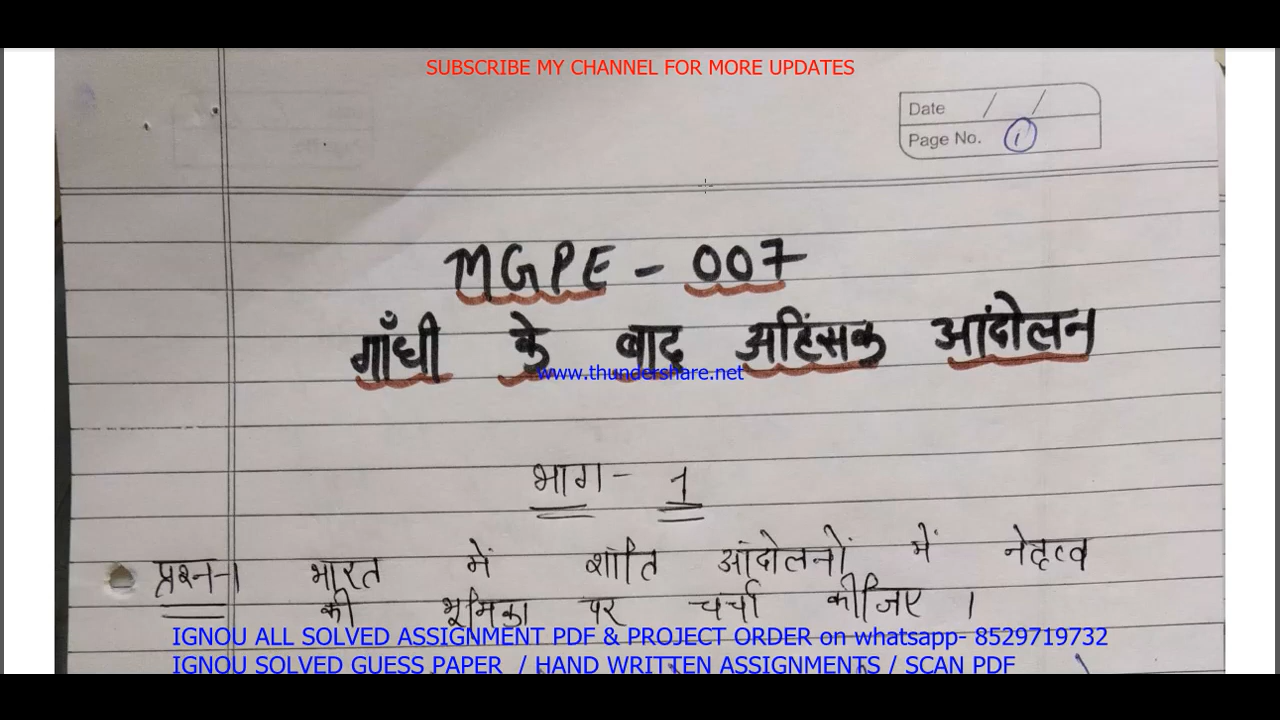 SUBSCRIBE MY CHANNEL FOR MORE UPDATES
Date / /
Page No. 1
MGPE - 007
गाँधी के बाद अहिंसक आंदोलन
www.thundershare.net
भाग - 1
प्रश्न-1 भारत में शांति आंदोलनों में नेतृत्व
की भूमिका पर चर्चा कीजिए ।
IGNOU ALL SOLVED ASSIGNMENT PDF & PROJECT ORDER on whatsapp- 8529719732
IGNOU SOLVED GUESS PAPER / HAND WRITTEN ASSIGNMENTS / SCAN PDF